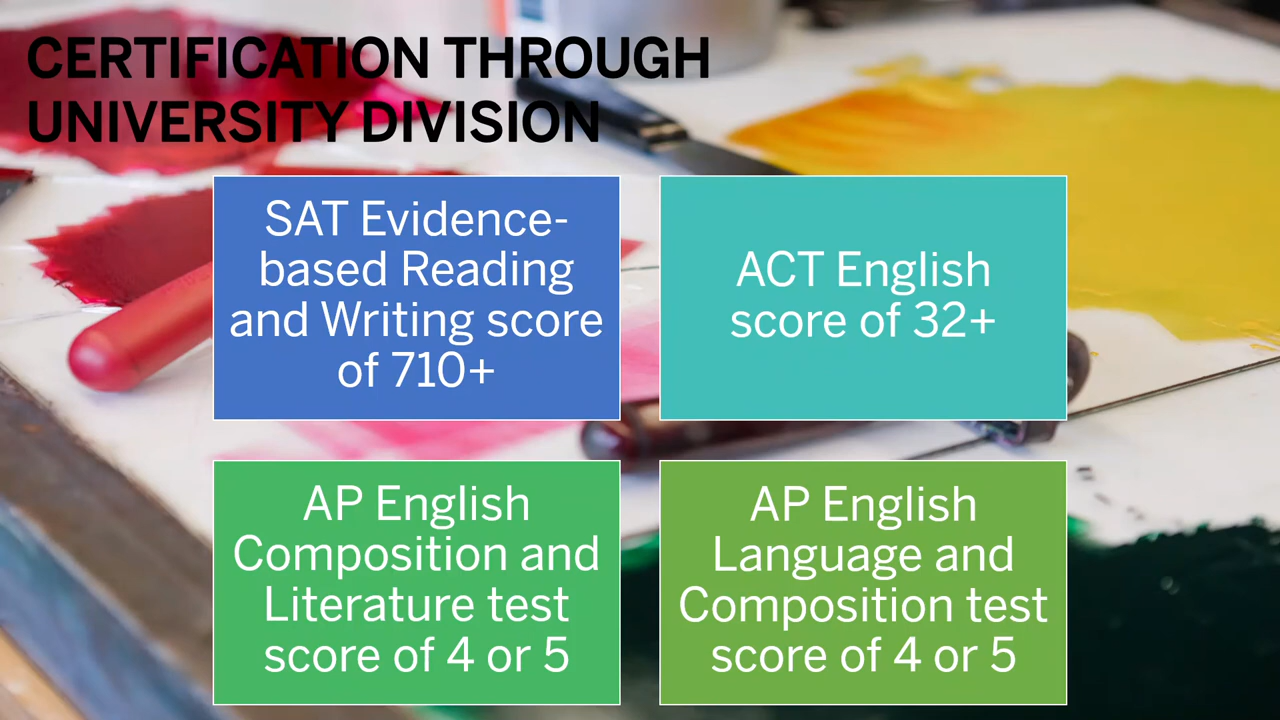 CERTIFICATION THROUGH
UNIVERSITY DIVISION
SAT Evidence-
based Reading
and Writing score
of 710+
ACT English
score of 32+
AP English
Composition and
Literature test
score of 4 or 5
AP English
Language and
Composition test
score of 4 or 5